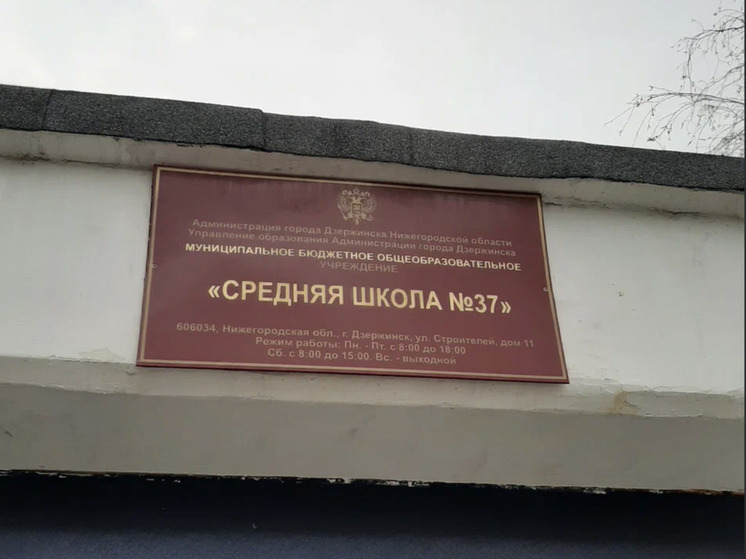 Администрация города Дзержинска Нижегородской области
Управление образования Администрации города Дзержинска
МУНИЦИПАЛЬНОЕ БЮДЖЕТНОЕ ОБЩЕОБРАЗОВАТЕЛЬНОЕ
УЧРЕЖДЕНИЕ
«СРЕДНЯЯ ШКОЛА №37»
606034, Нижегородская обл., г. Дзержинск, ул. Строителей, дом 11
Режим работы: Пн. - Пт. с 8:00 до 18:00
Сб. с 8:00 до 15:00. Вс. - выходной